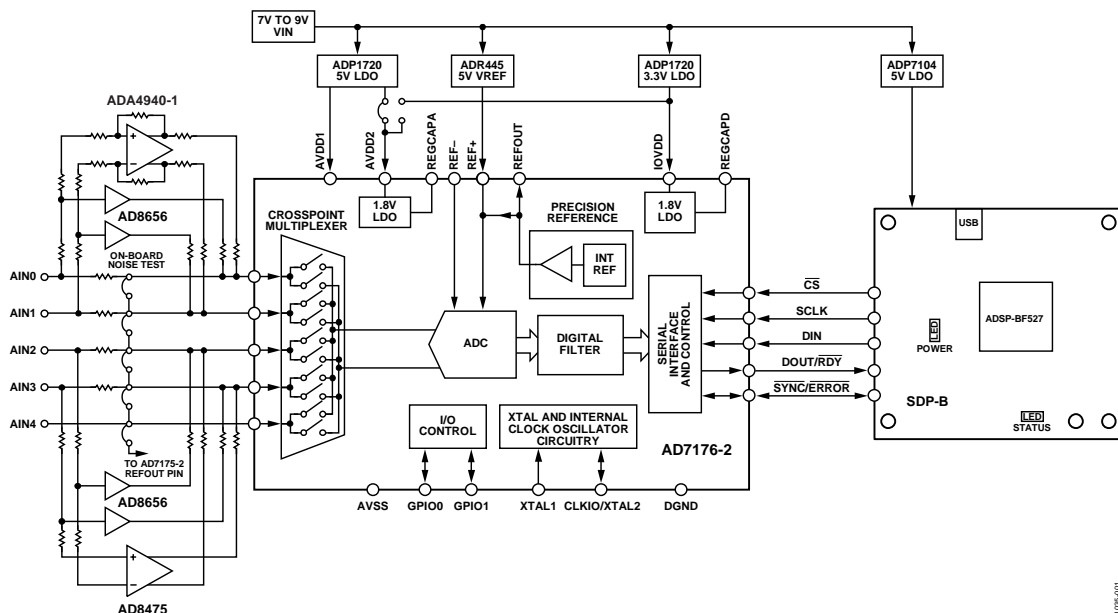 7V TO 9V
VIN
ADP1720
5V LDO
ADR445
5V VREF
ADP1720
3.3V LDO
ADP7104
5V LDO
ADA4940-1
AVDD1
AVDD2
REGCAPA
REF–
REF+
REFOUT
IOVDD
REGCAPD
1.8V
LDO
1.8V
LDO
CROSSPOINT
MULTIPLEXER
PRECISION
REFERENCE
INT
REF
AD8656
ON-BOARD
NOISE TEST
AIN0
AIN1
AIN2
AIN3
AIN4
ADC
DIGITAL
FILTER
SERIAL
INTERFACE
AND CONTROL
CS
SCLK
DIN
DOUT/RDY
SYNC/ERROR
USB
ADSP-BF527
LED
POWER
SDP-B
LED
STATUS
I/O
CONTROL
XTAL AND INTERNAL
CLOCK OSCILLATOR
CIRCUITRY
AD7176-2
TO AD7175-2
REFOUT PIN
AD8656
AVSS
GPIO0
GPIO1
XTAL1
CLKIO/XTAL2
DGND
AD8475